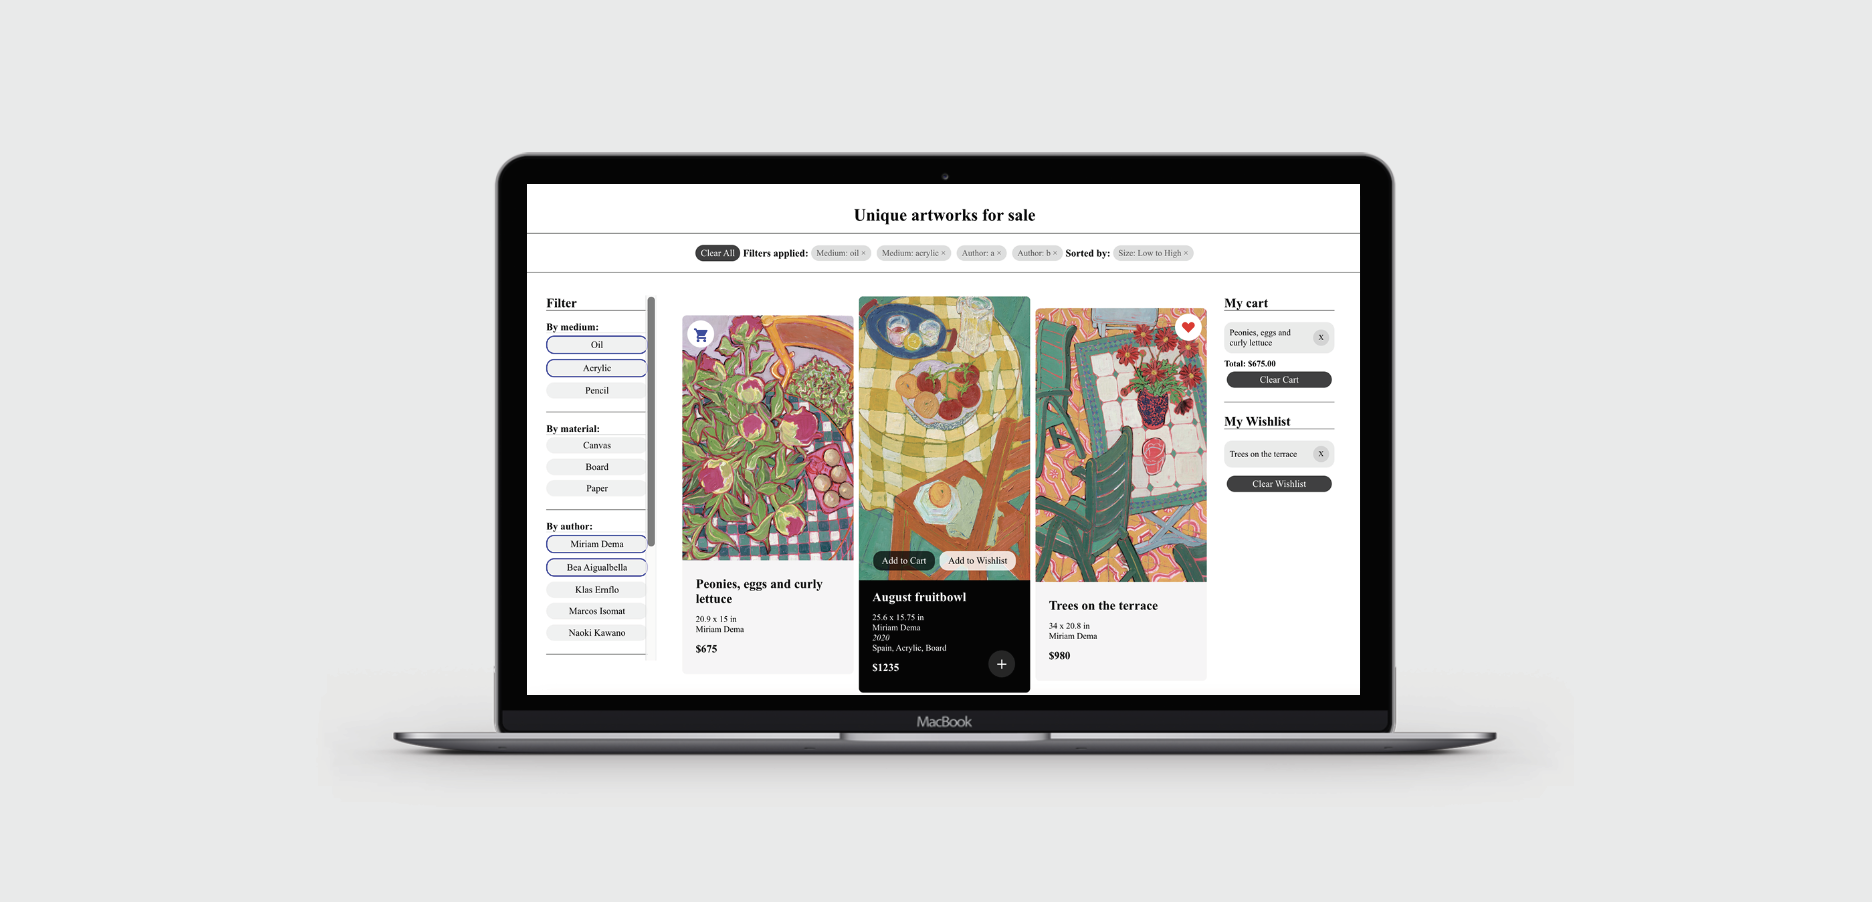 Unique artworks for sale
Clear All Filters applied: Medium: oil × Medium: acrylic × Author: a × Author: b × Sorted by: Size: Low to High ×
Filter
By medium:
Oil
Acrylic
Pencil
By material:
Canvas
Board
Paper
By author:
Miriam Dema
Bea Aigualbella
Klas Ernflo
Marcos Isomat
Naoki Kawano
Peonies, eggs and curly
lettuce
20.9 x 15 in
Miriam Dema
$675
Add to Cart Add to Wishlist
August fruitbowl
25.6 x 15.75 in
Miriam Dema
2020
Spain, Acrylic, Board
$1235
+
Trees on the terrace
34 x 20.8 in
Miriam Dema
$980
My cart
Peonies, eggs and
curly lettuce
X
Total: $675.00
Clear Cart
My Wishlist
Trees on the terrace X
Clear Wishlist
MacBook